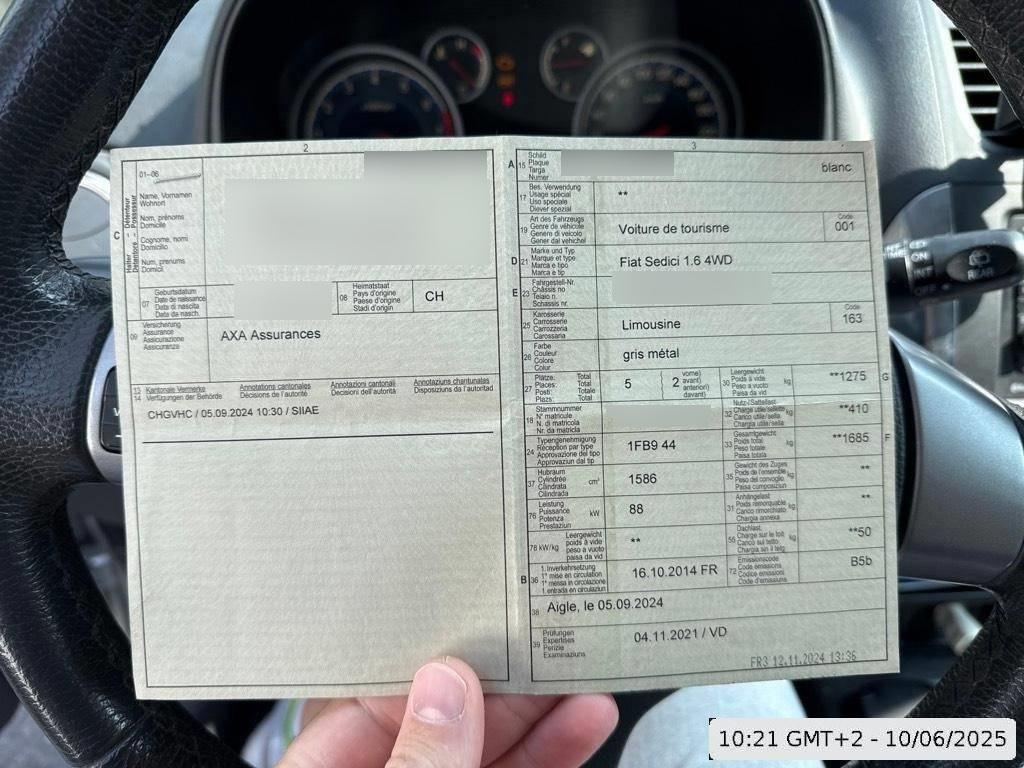 2
01-06
C
Halter - Détenteur
Detentore - Possessur
Name, Vornamen
Wohnort
Nom, prénoms
Domicile
Cognome, nomi
Domicilio
Num, prenums
Domicil
07
Geburtsdatum
Date de naissance
Data di nascita
Data da nasch.
08
Heimatstaat
Pays d'origine
Paese d'origine
Stadi d'origin
CH
09
Versicherung
Assurance
Assicurazione
Assicuranza
AXA Assurances
13
14
Kantonale Vermerke
Verfügungen der Behörde
Annotations cantonales
Décisions de l'autorité
Annotazioni cantonali
Decisioni dell'autorità
Annotaziuns chantunalas
Disposiziuns da l'autoritad
CHGVHC / 05.09.2024 10:30 / SIIAE
3
A
15
Schild
Plaque
Targa
Numer
blanc
17
Bes. Verwendung
Usage spécial
Uso speciale
Diever spezial
**
19
Art des Fahrzeugs
Genre de véhicule
Genere di veicolo
Gener dal vehichel
Voiture de tourisme
Code
001
D
21
Marke und Typ
Marque et type
Marca e tipo
Marca e tip
Fiat Sedici 1.6 4WD
E
23
Fahrgestell-Nr.
Châssis no
Telaio n.
Schassis nr.
25
Karosserie
Carrosserie
Carrozzeria
Carossaria
Limousine
Code
163
26
Farbe
Couleur
Colore
Colur
gris métal
27
Plätze: Total
Places: Total
Posti: Totale
Plazs: Total
5
2
vorne)
avant)
anteriori)
davant)
30
Leergewicht
Poids à vide
Peso a vuoto
Paisa da vid
kg
**1275
G
18
Stammnummer
N° matricule
N. di matricola
Nr. da matricla
32
Nutz-/Sattellast
Charge utile/sellette
Carico utile/sella
Chargia utila/sella
kg
**410
24
Typengenehmigung
Réception par type
Approvazione del tipo
Approvaziun dal tip
1FB9 44
33
Gesamtgewicht
Poids total
Peso totale
Paisa totala
kg
**1685
F
37
Hubraum
Cylindrée
Cilindrata
Cilindrada
cm³
1586
35
Gewicht des Zuges
Poids de l'ensemble
Peso del convoglio
Paisa cumposiziun
kg
**
76
Leistung
Puissance
Potenza
Prestaziun
kW
88
31
Anhängelast
Poids remorquable
Carico rimorchiato
Chargia annexa
kg
**
78
kW/kg
Leergewicht
poids à vide
peso a vuoto
paisa da vid
**
55
Dachlast
Charge sur le toit
Carico sul tetto
Chargia sin il tetg
kg
**50
B
36
1. Inverkehrsetzung
1re mise en circulation
1a messa in circolazione
1. entrada en circulaziun
16.10.2014 FR
72
Emissionscode
Code émissions
Codice emissioni
Code d'emissiuns
B5b
38
Aigle, le 05.09.2024
39
Prüfungen
Expertises
Perizie
Examinaziuns
04.11.2021 / VD
FR3 12.11.2024 13:36
ON
INT
OFF
REAR
10:21 GMT+2 - 10/06/2025